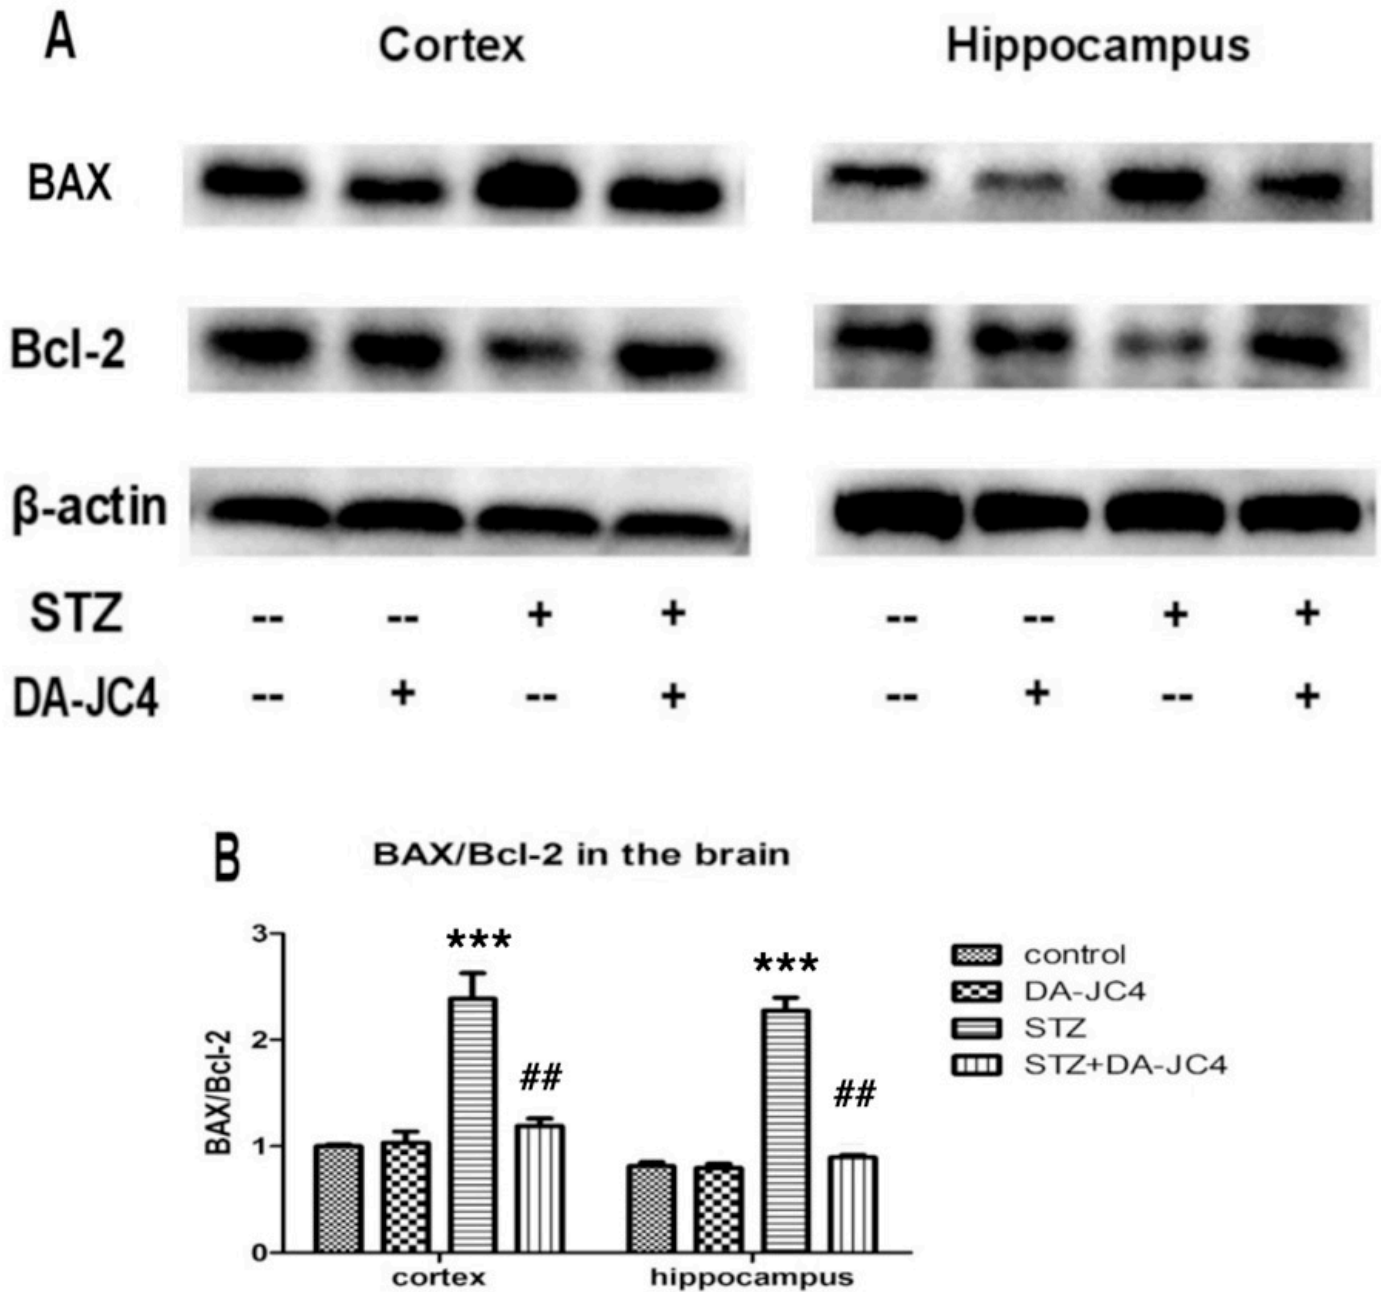 A
Cortex Hippocampus
BAX
Bcl-2
β-actin
STZ -- -- + + -- -- + +
DA-JC4 -- + -- + -- + -- +
B
BAX/Bcl-2 in the brain
BAX/Bcl-2
3
2
1
0
***
##
***
##
cortex hippocampus
control
DA-JC4
STZ
STZ+DA-JC4